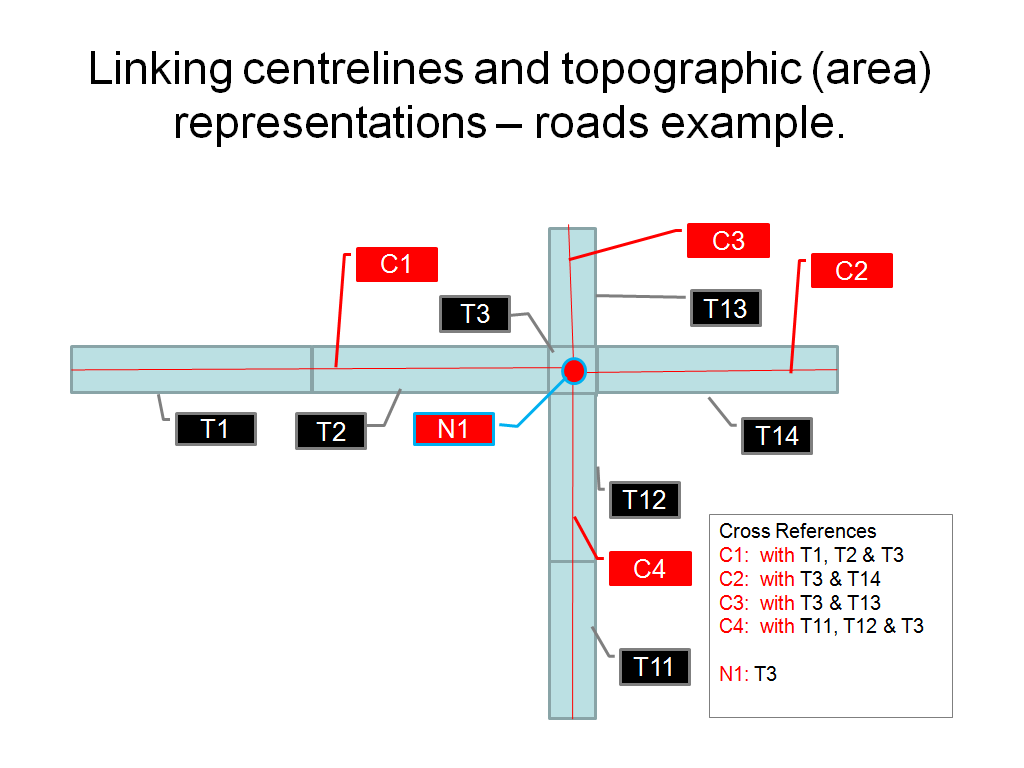 Linking centrelines and topographic (area)
representations – roads example.
C3
C1
C2
T3
T13
T1
T2
N1
T14
T12
C4
T11
Cross References
C1: with T1, T2 & T3
C2: with T3 & T14
C3: with T3 & T13
C4: with T11, T12 & T3
N1: T3